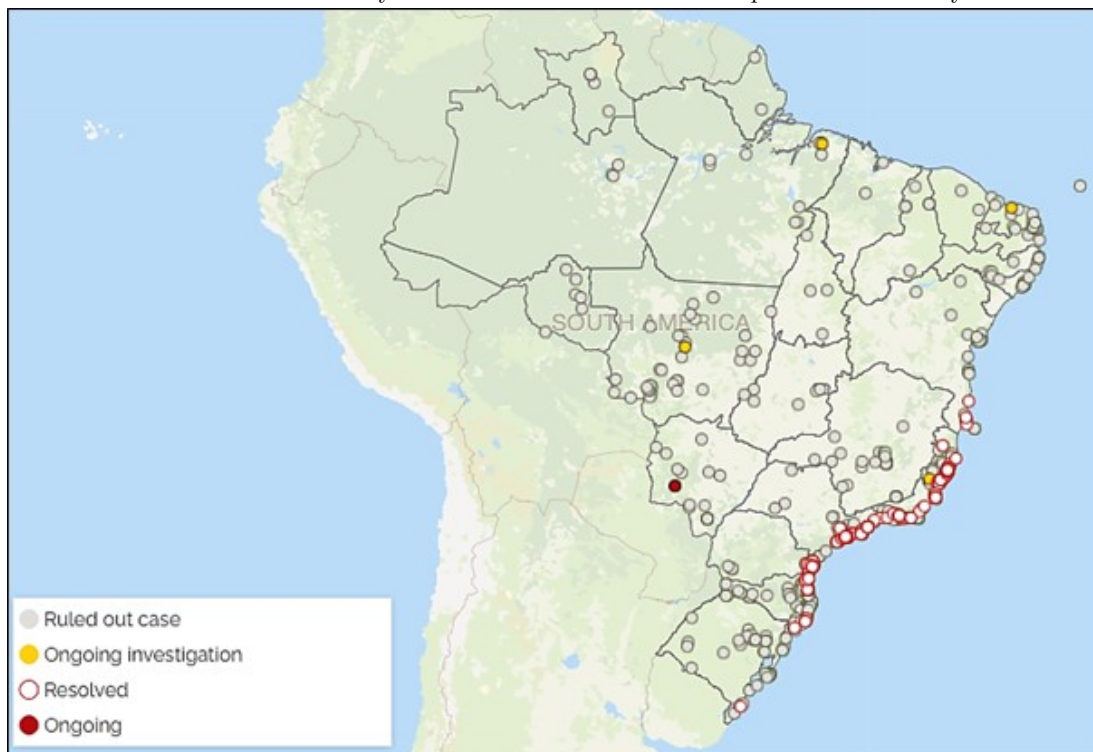 SOUTH AMERICA
Ruled out case
Ongoing investigation
Resolved
Ongoing